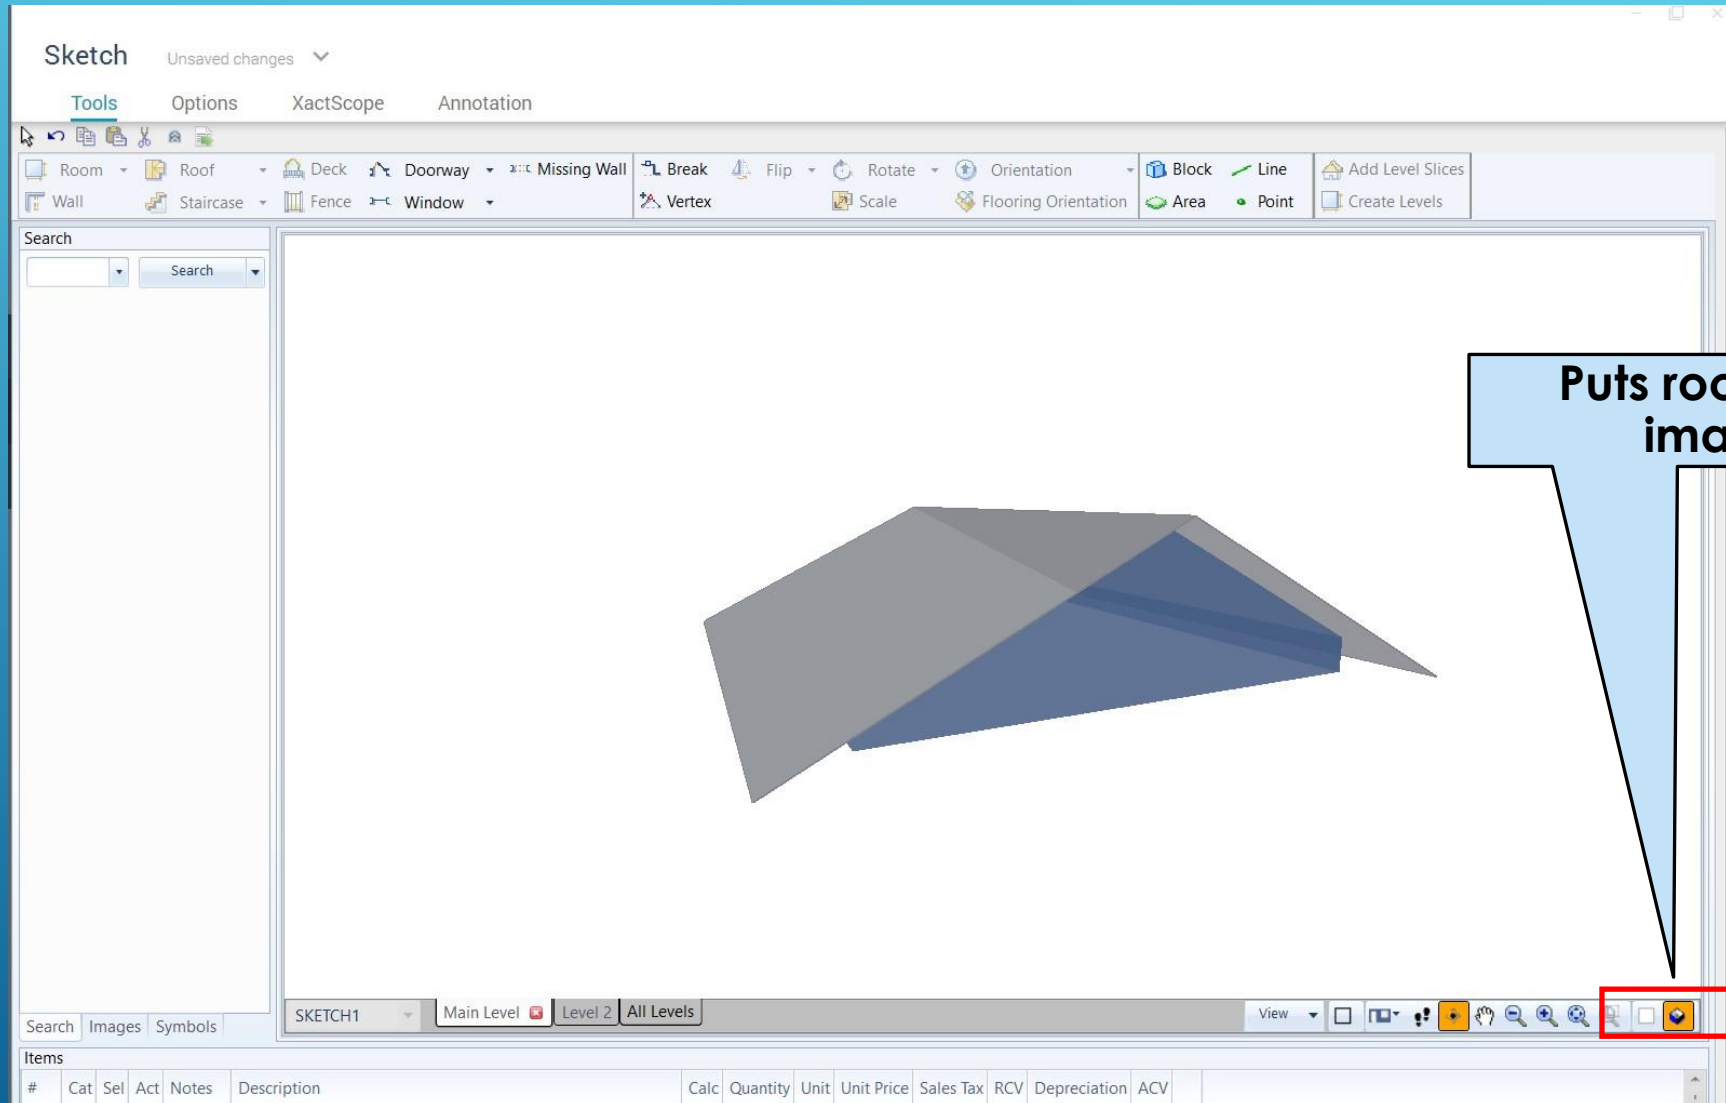 Sketch Unsaved changes
Tools Options XactScope Annotation
Room Roof Deck Doorway Missing Wall Break Flip Rotate Orientation Block Line Add Level Slices
Wall Staircase Fence Window Vertex Scale Flooring Orientation Area Point Create Levels
Search
Search
Puts
SKETCH1 Main Level Level 2 All Levels View
Search Images Symbols
Items
# Cat Sel Act Notes Description Calc Quantity Unit Unit Price Sales Tax RCV Depreciation ACV